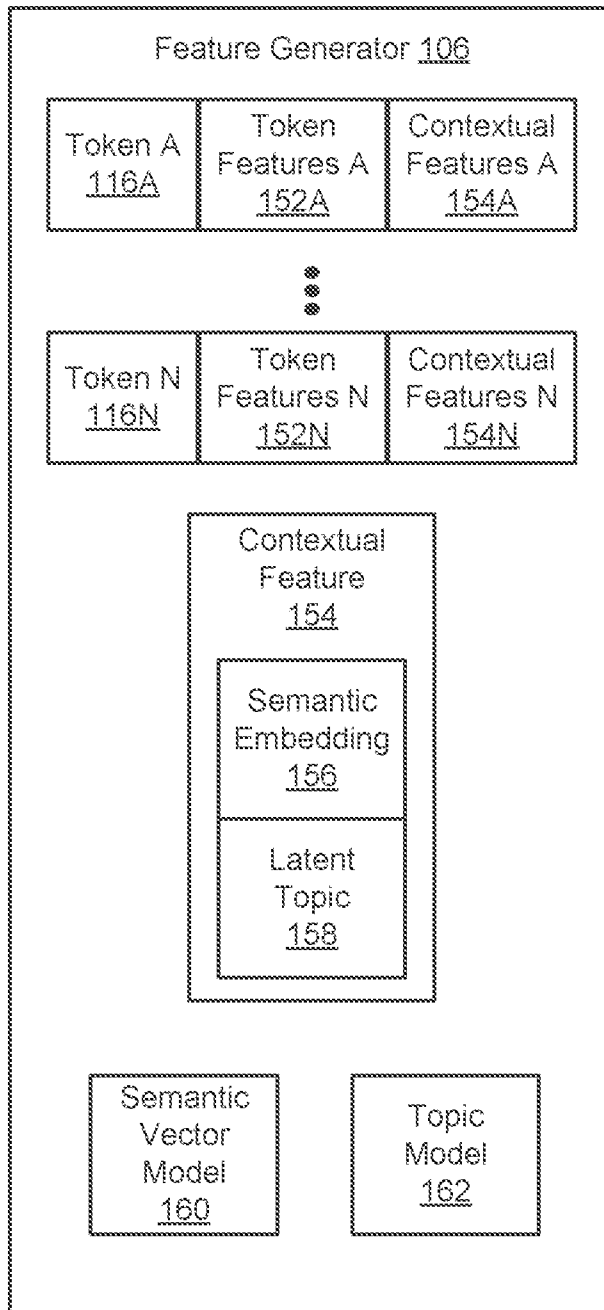 Feature Generator 106
Token A
116A
Token
Features A
152A
Contextual
Features A
154A
Token N
116N
Token
Features N
152N
Contextual
Features N
154N
Contextual
Feature
154
Semantic
Embedding
156
Latent
Topic
158
Semantic
Vector
Model
160
Topic
Model
162